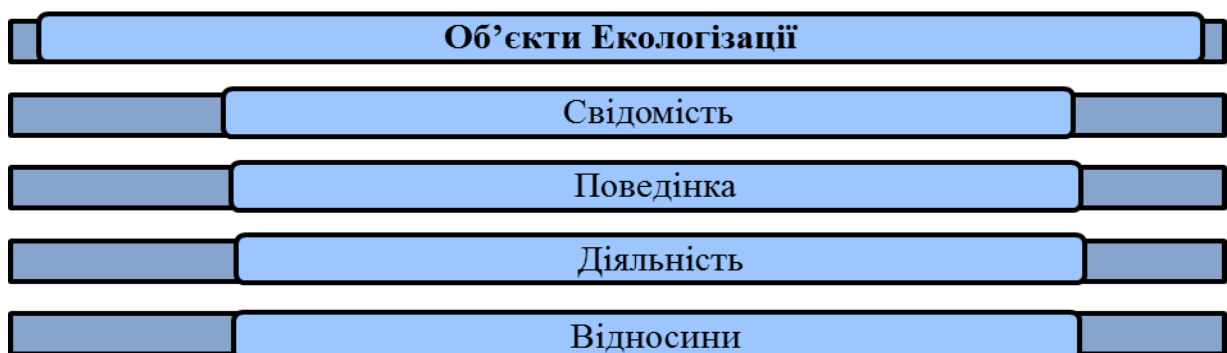 Об’єкти Екологізації
Свідомість
Поведінка
Діяльність
Відносини